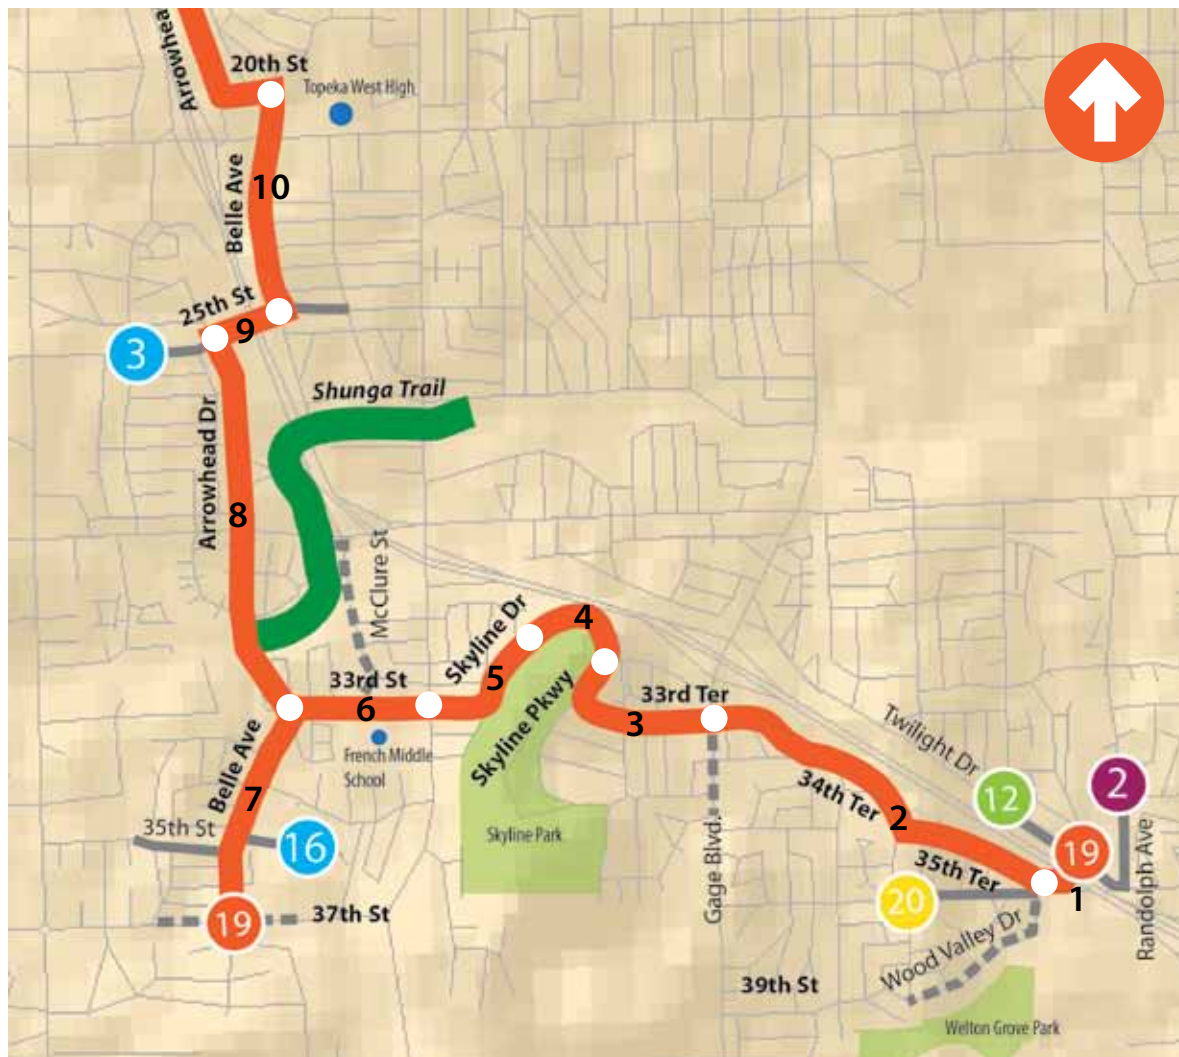 Arrowhea
20th St
Topeka West High
Belle Ave
10
25th St
9
3
Shunga Trail
Arrowhead Dr
8
McClure St
Skyline Dr
4
33rd St
5
6
Skyline Pkwy
33rd Ter
3
French Middle
School
Belle Ave
7
Twilight Dr
34th Ter
2
12
2
35th St
16
Skyline Park
Gage Blvd.
35th Ter
19
1
Randolph Ave
20
19
37th St
Wood Valley Dr
39th St
Welton Grove Park